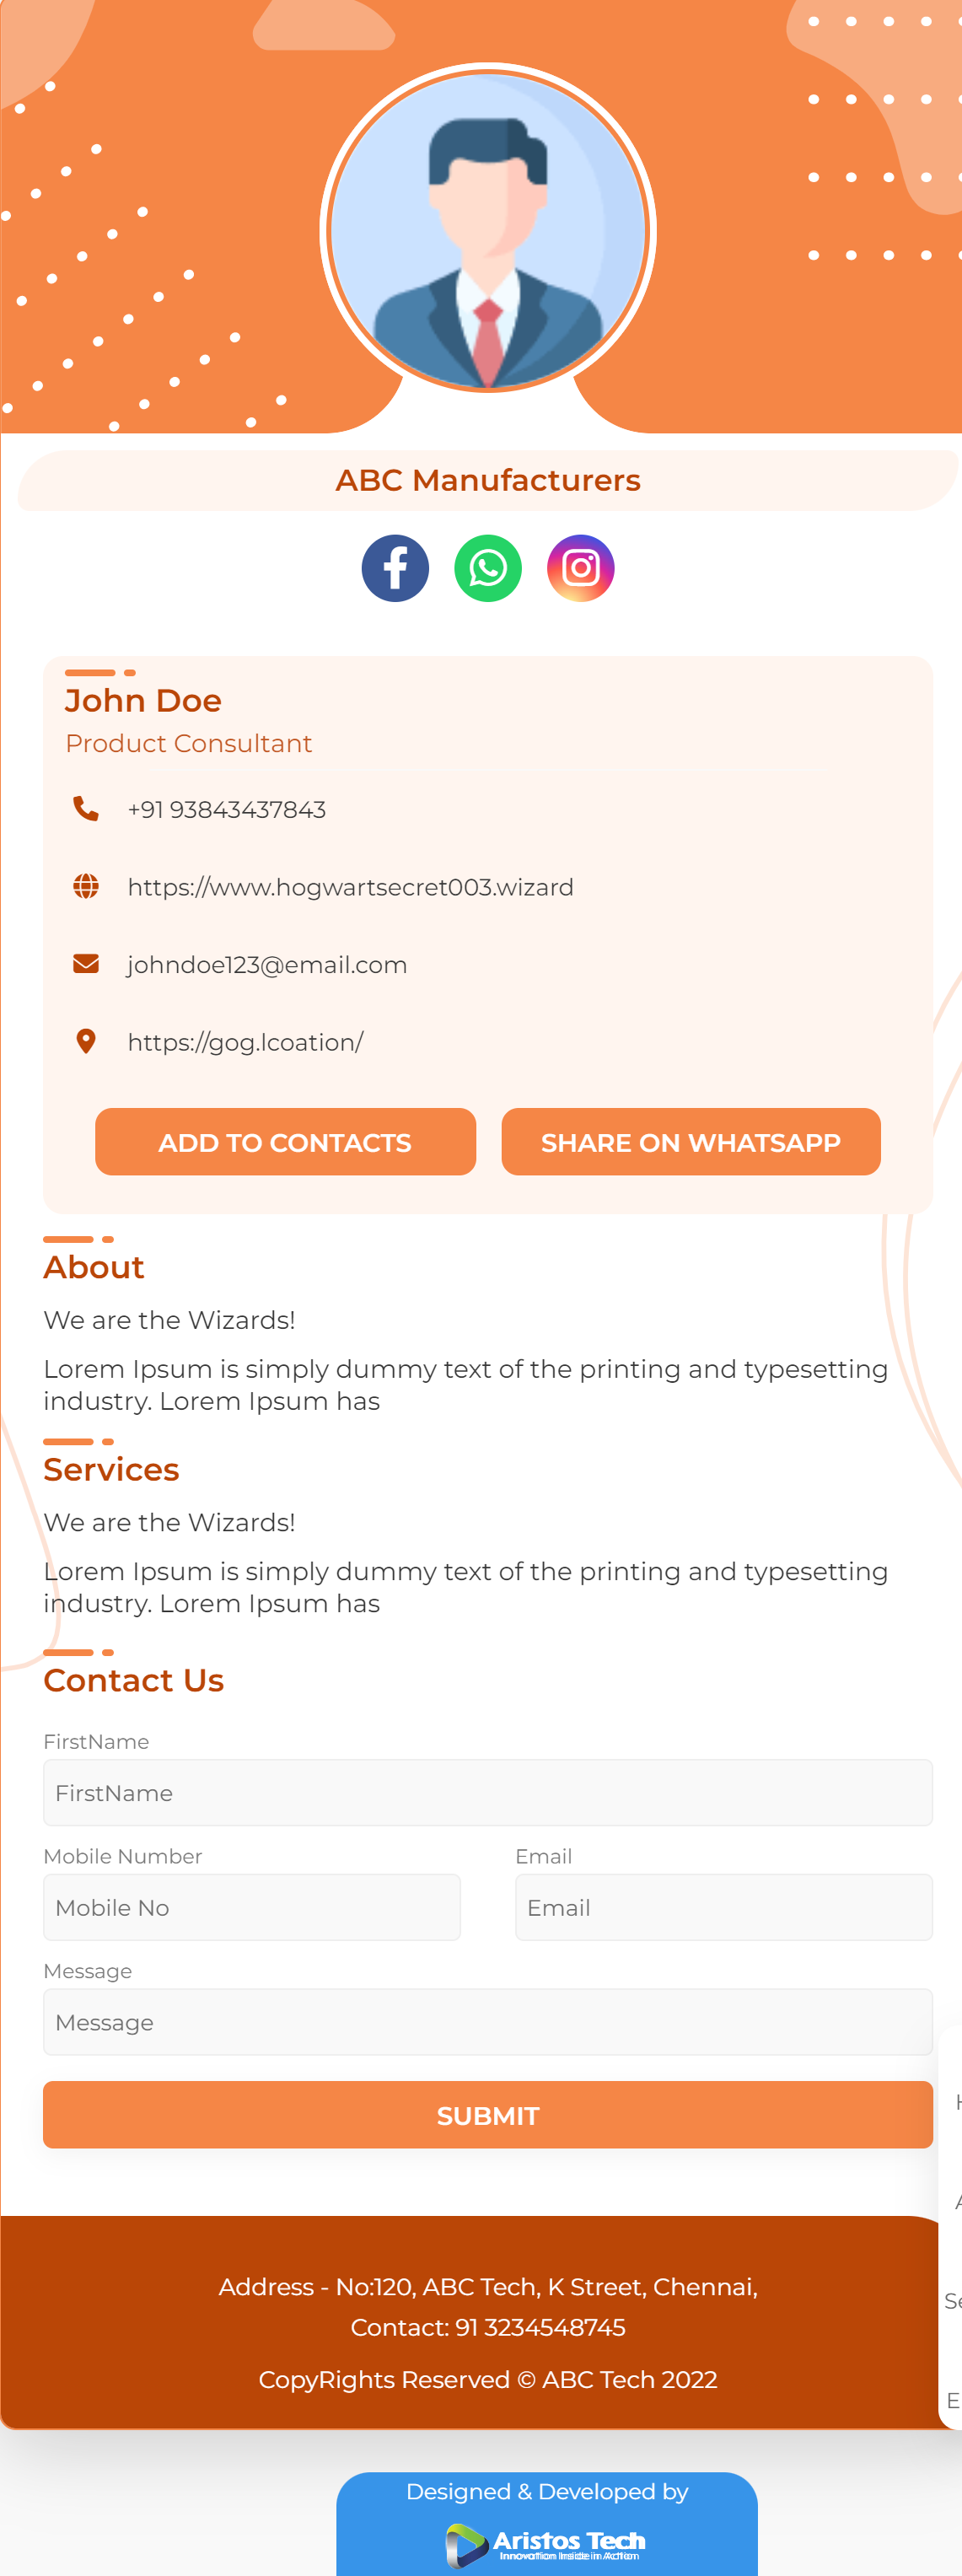 ABC Manufacturers
John Doe
Product Consultant
+91 93843437843
https://www.hogwartsecret003.wizard
johndoe123@email.com
https://gog.lcoation/
ADD TO CONTACTS
SHARE ON WHATSAPP
About
We are the Wizards!
Lorem Ipsum is simply dummy text of the printing and typesetting
industry. Lorem Ipsum has
Services
We are the Wizards!
Lorem Ipsum is simply dummy text of the printing and typesetting
industry. Lorem Ipsum has
Contact Us
FirstName
FirstName
Mobile Number
Email
Mobile No
Email
Message
Message
SUBMIT
Address - No:120, ABC Tech, K Street, Chennai,
Contact: 91 3234548745
CopyRights Reserved © ABC Tech 2022
Designed & Developed by
Aristos Tech
Innovation Inside in Action